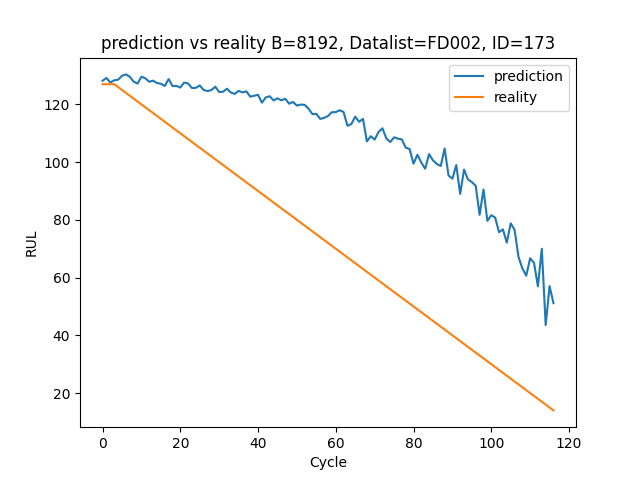 prediction vs reality B=8192, Datalist=FD002, ID=173
prediction
reality
RUL
120
100
80
60
40
20
0 20 40 60 80 100 120
Cycle